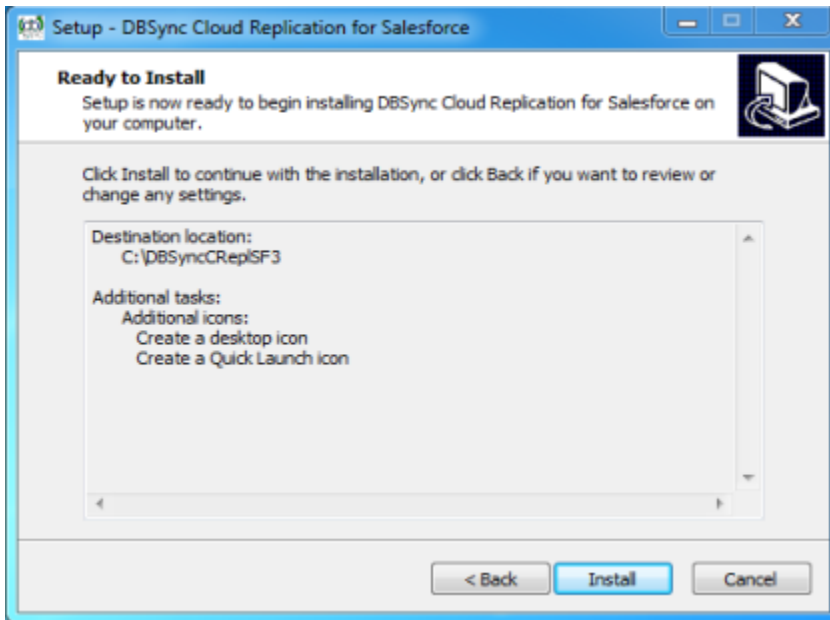 Setup - DBSync Cloud Replication for Salesforce
Ready to Install
Setup is now ready to begin installing DBSync Cloud Replication for Salesforce on
your computer.
Click Install to continue with the installation, or click Back if you want to review or
change any settings.
Destination location:
C:\DBSyncCReplSF3
Additional tasks:
Additional icons:
Create a desktop icon
Create a Quick Launch icon
< Back
Install
Cancel